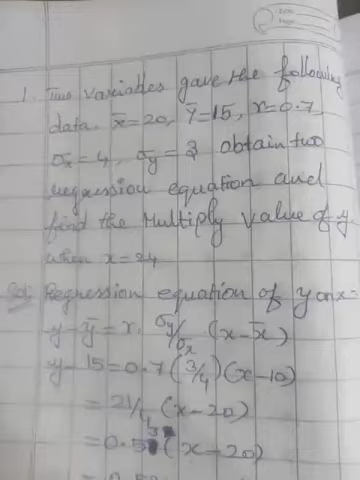 1. Two variables gave the following
data. x̄=20, ȳ=15, r=0.7
σx=4, σy=3 obtain two
regression equation and
find the Multiply value of y
when x=24
Sol: Regression equation of y on x=
y-ȳ=r. σy/σx (x-x̄)
y-15=0.7(3/4)(x-10)
=21/4(x-20)
=0.53(x-20)